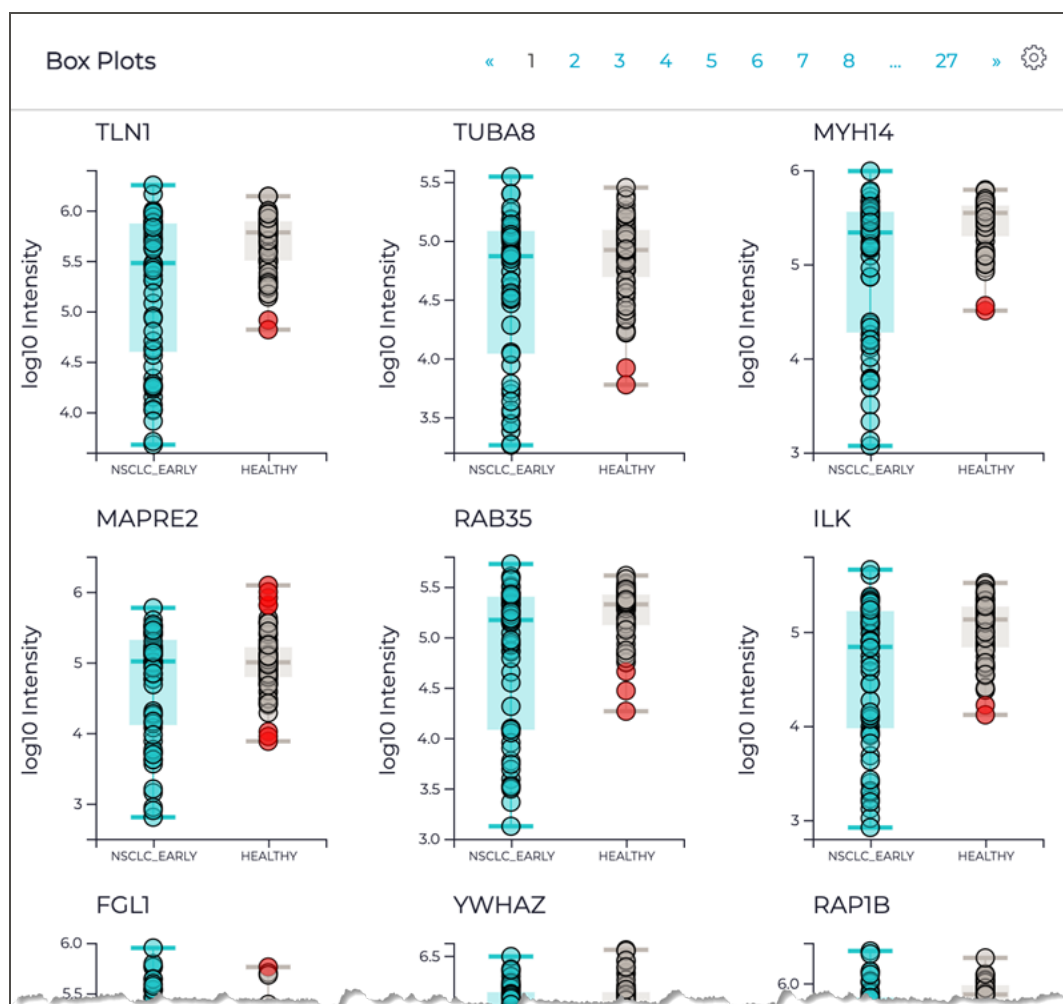 Box Plots « 1 2 3 4 5 6 7 8 ... 27 »
TLN1 TUBA8 MYH14
log10 Intensity
6.0
5.5
5.0
4.5
4.0
NSCLC_EARLY HEALTHY
log10 Intensity
5.5
5.0
4.5
4.0
3.5
NSCLC_EARLY HEALTHY
log10 Intensity
6
5
4
3
NSCLC_EARLY HEALTHY
MAPRE2 RAB35 ILK
log10 Intensity
6
5
4
3
NSCLC_EARLY HEALTHY
log10 Intensity
5.5
5.0
4.5
4.0
3.5
3.0
NSCLC_EARLY HEALTHY
log10 Intensity
5
4
3
NSCLC_EARLY HEALTHY
FGL1 YWHAZ RAP1B
6.0
5.5
6.5
6.0